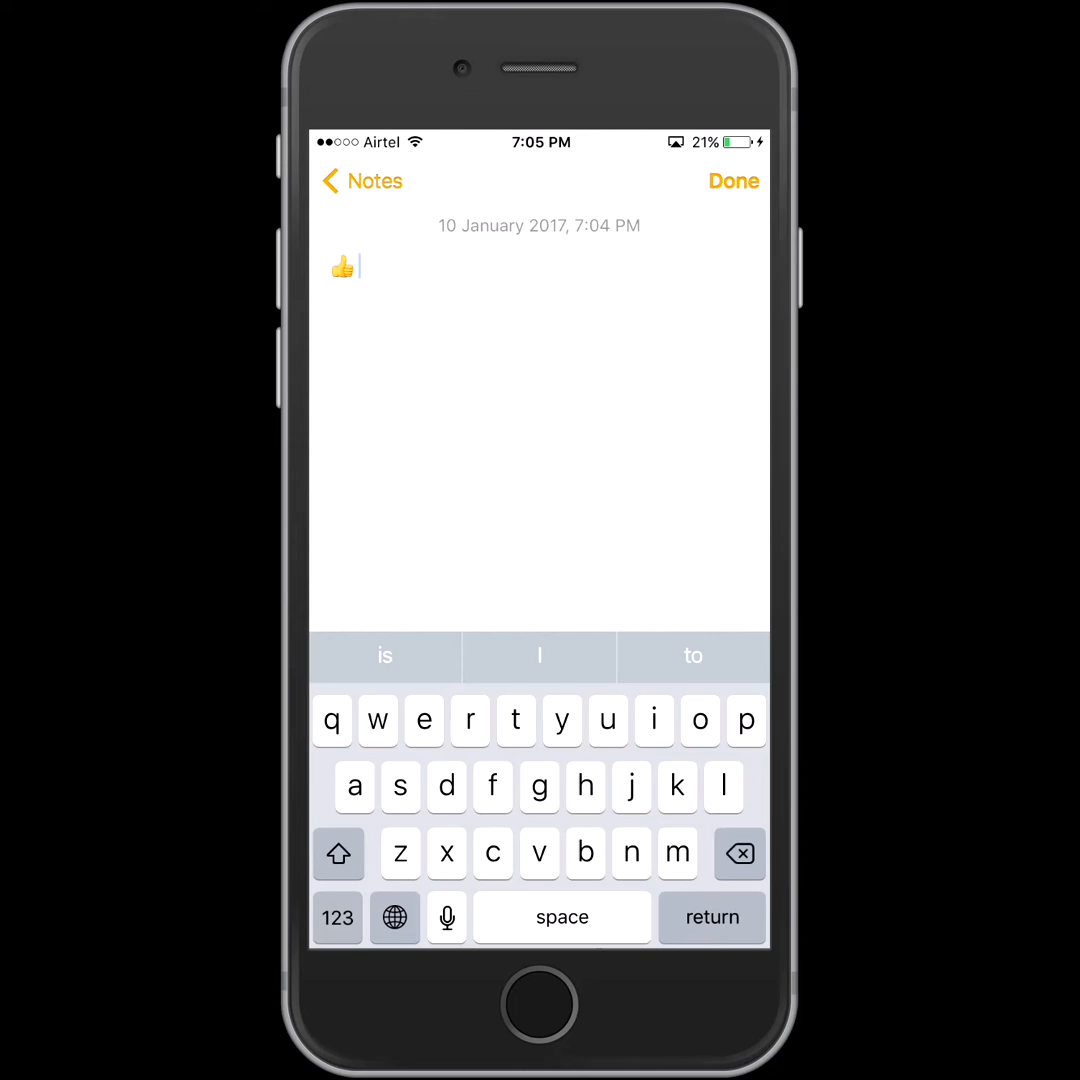 Airtel 7:05 PM 21%
Notes Done
10 January 2017, 7:04 PM
👍
is I to
q w e r t y u i o p
a s d f g h j k l
z x c v b n m
123 space return